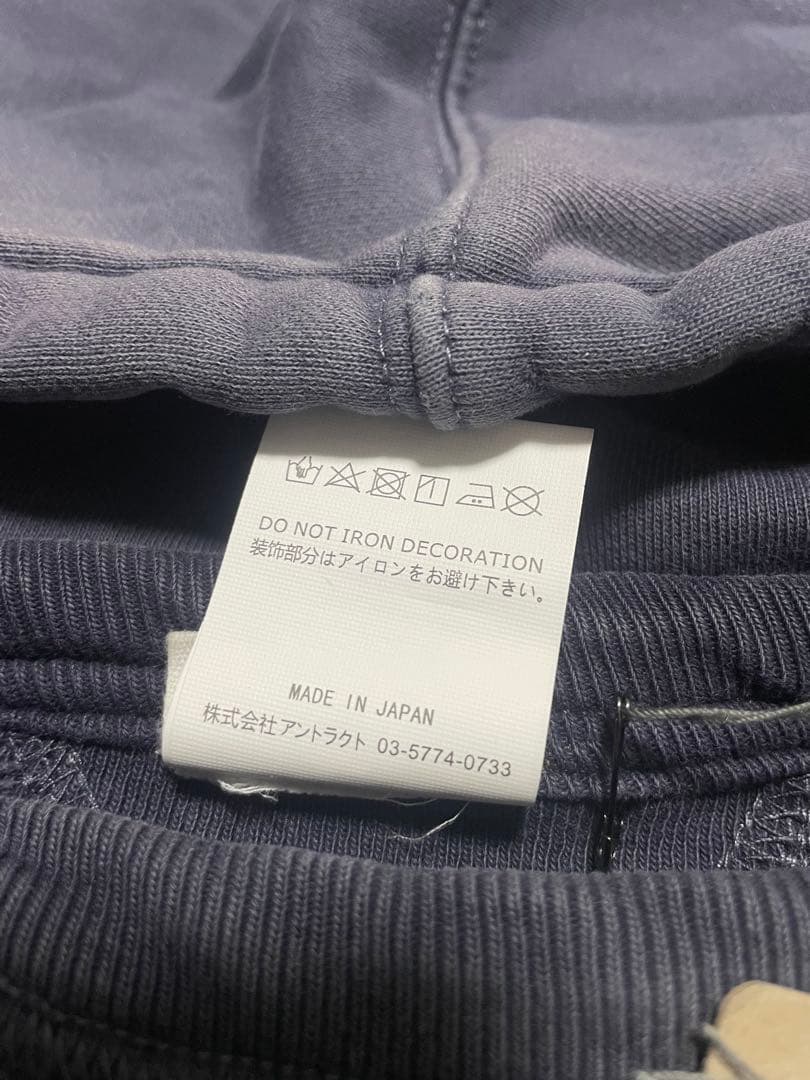 DO NOT IRON DECORATION
装飾部分はアイロンをお避け下さい。
MADE IN JAPAN
株式会社アントラクト 03-5774-0733